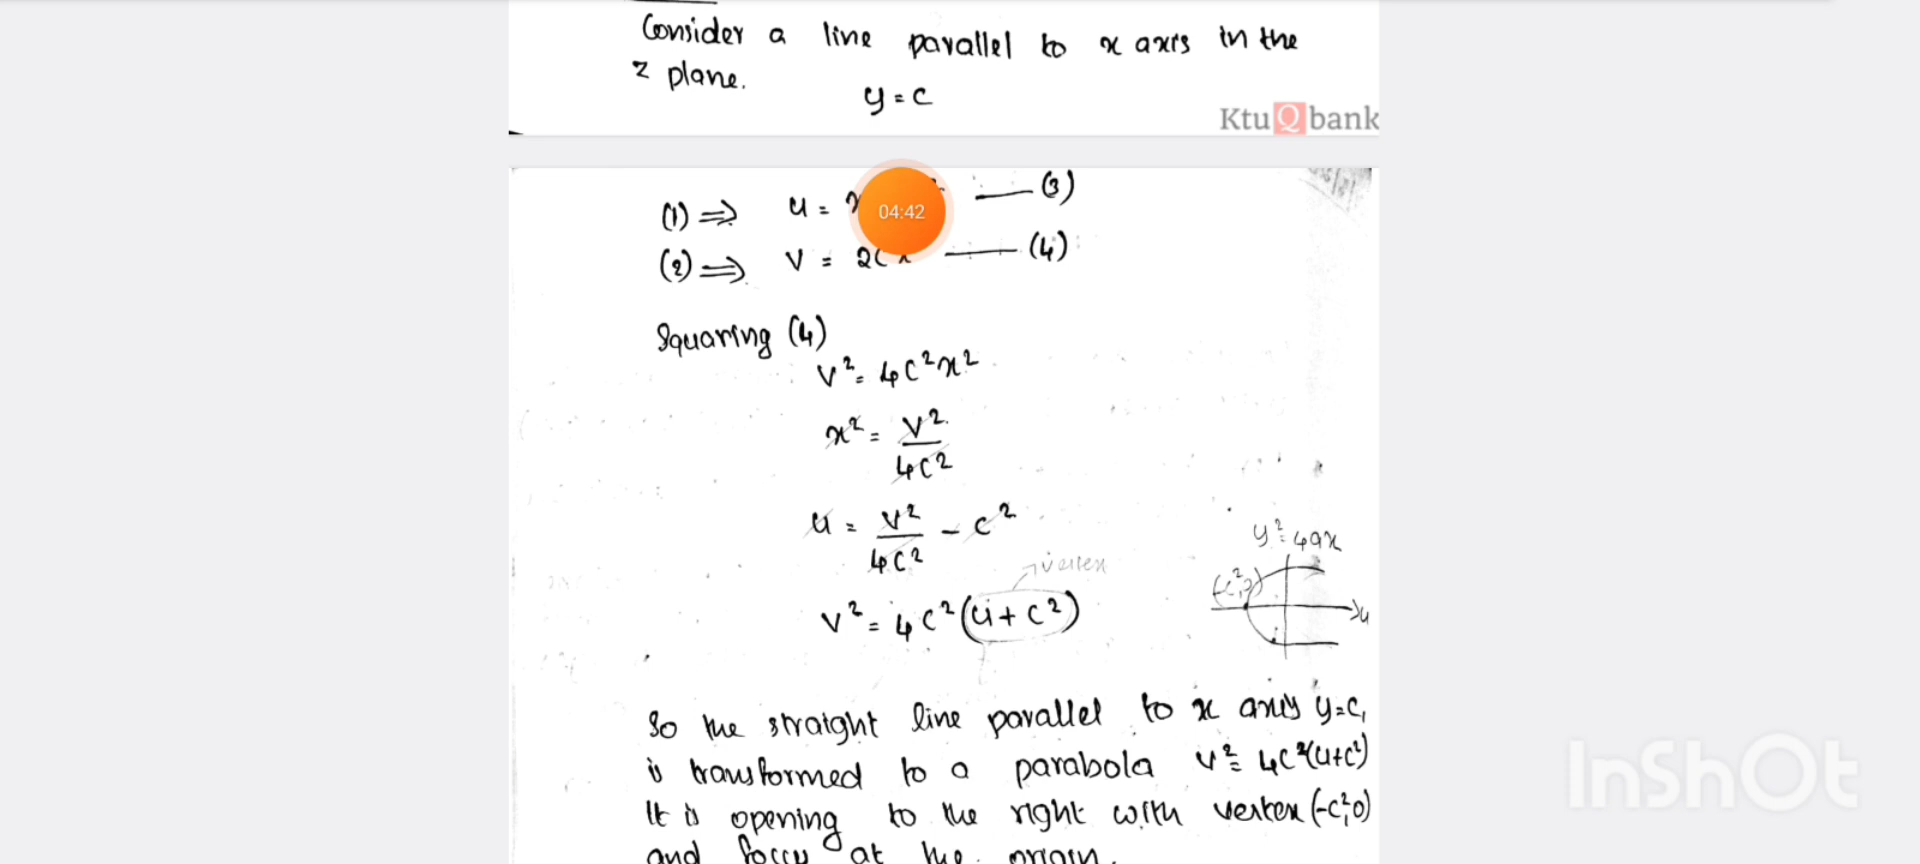 Consider a line parallel to x axis in the
z plane.
y = c
KtuQbank
(1) ⇒ u = — (3)
04:42
(2) ⇒ v = 2c x — (4)
Squaring (4)
v² = 4c²x²
x² = v²/4c²
u = v²/4c² - c²
vertex
v² = 4c²(u + c²)
y² = 4ax
(-c²,0)
u
So the straight line parallel to x axis y=c,
is transformed to a parabola v² = 4c²(u+c²)
It is opening to the right with vertex (-c²,0)
and focus at the origin.
InShOt